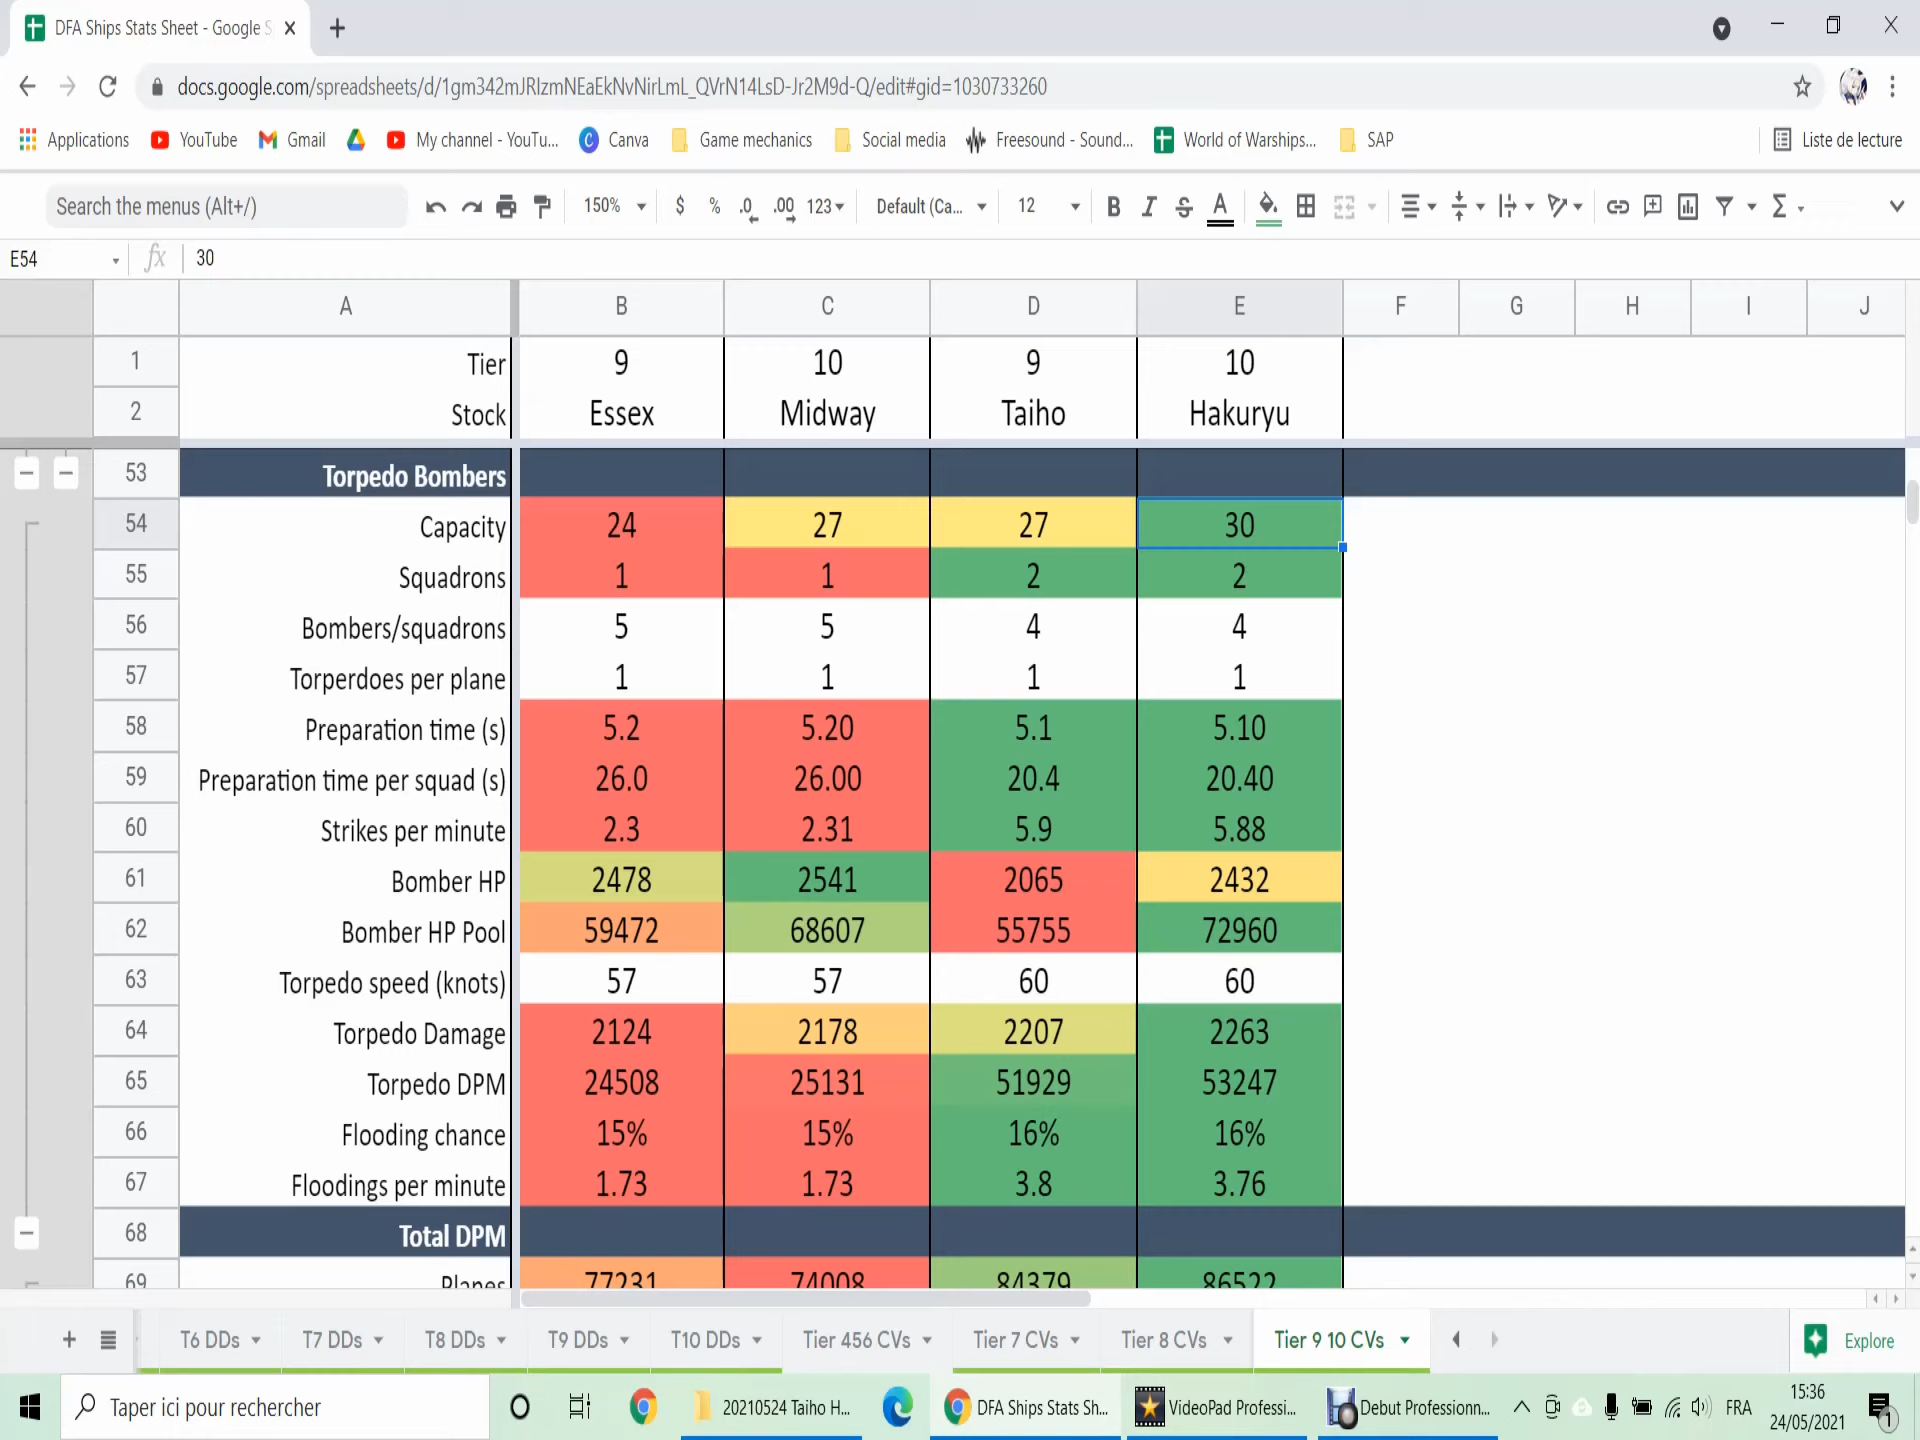 DFA Ships Stats Sheet - Google S
docs.google.com/spreadsheets/d/1gm342mJRIzmNEaEkNvNirLmL_QVrN14LsD-Jr2M9d-Q/edit#gid=1030733260
Applications YouTube Gmail My channel - YouTu... Canva Game mechanics Social media Freesound - Sound... World of Warships... SAP Liste de lecture
Search the menus (Alt+/) 150% $ % .0 .00 123 Default (Ca... 12 B I S A Σ
E54 fx 30
A B C D E F G H I J
1 Tier 9 10 9 10
2 Stock Essex Midway Taiho Hakuryu
53 Torpedo Bombers
54 Capacity 24 27 27 30
55 Squadrons 1 1 2 2
56 Bombers/squadrons 5 5 4 4
57 Torperdoes per plane 1 1 1 1
58 Preparation time (s) 5.2 5.20 5.1 5.10
59 Preparation time per squad (s) 26.0 26.00 20.4 20.40
60 Strikes per minute 2.3 2.31 5.9 5.88
61 Bomber HP 2478 2541 2065 2432
62 Bomber HP Pool 59472 68607 55755 72960
63 Torpedo speed (knots) 57 57 60 60
64 Torpedo Damage 2124 2178 2207 2263
65 Torpedo DPM 24508 25131 51929 53247
66 Flooding chance 15% 15% 16% 16%
67 Floodings per minute 1.73 1.73 3.8 3.76
68 Total DPM
69 Planes 77231 74008 84379 86522
T6 DDs T7 DDs T8 DDs T9 DDs T10 DDs Tier 456 CVs Tier 7 CVs Tier 8 CVs Tier 9 10 CVs Explore
Taper ici pour rechercher 20210524 Taiho H... DFA Ships Stats Sh... VideoPad Professi... Debut Professionn... FRA 15:36
24/05/2021 1